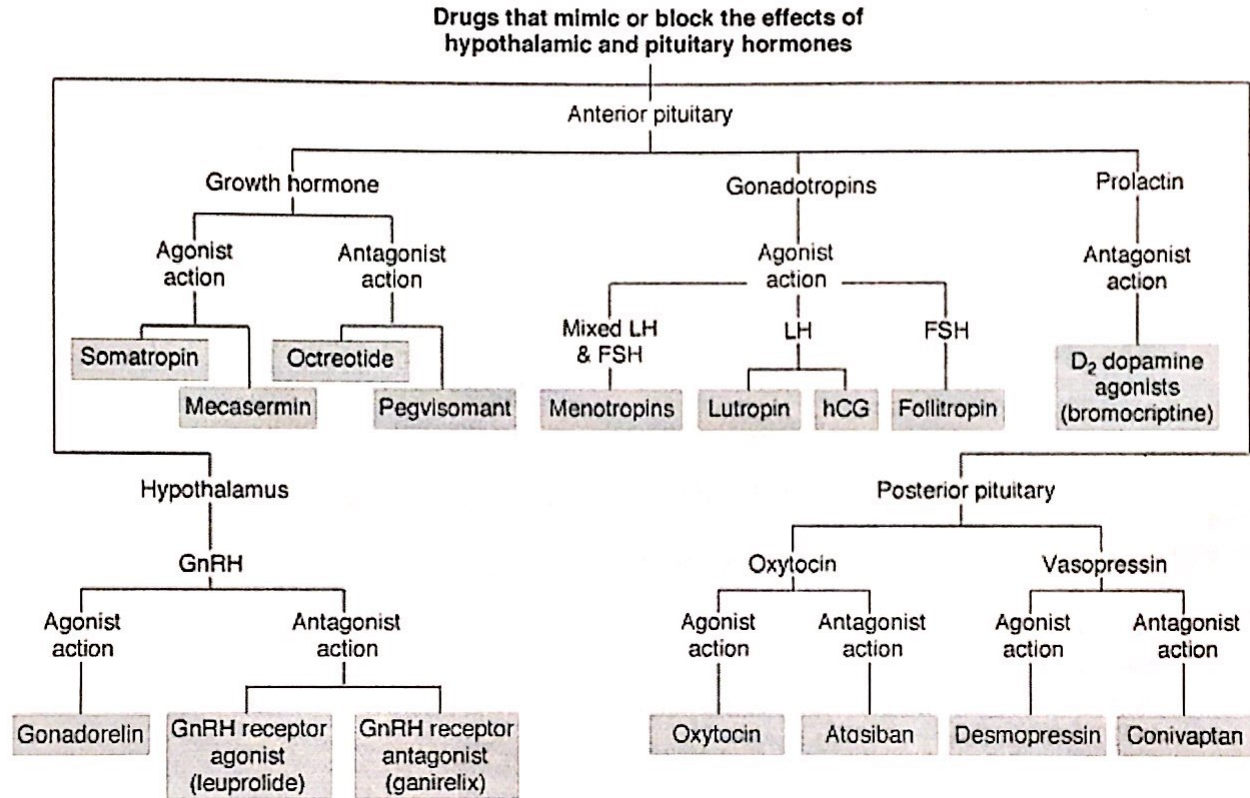 Drugs that mimic or block the effects of
hypothalamic and pituitary hormones
Anterior pituitary
Growth hormone
Gonadotropins
Prolactin
Agonist
action
Antagonist
action
Agonist
action
Antagonist
action
Somatropin
Mecasermin
Octreotide
Pegvisomant
Mixed LH
& FSH
LH
FSH
Menotropins
Lutropin
hCG
Follitropin
D₂ dopamine
agonists
(bromocriptine)
Hypothalamus
GnRH
Agonist
action
Antagonist
action
Gonadorelin
GnRH receptor
agonist
(leuprolide)
GnRH receptor
antagonist
(ganirelix)
Posterior pituitary
Oxytocin
Vasopressin
Agonist
action
Antagonist
action
Agonist
action
Antagonist
action
Oxytocin
Atosiban
Desmopressin
Conivaptan